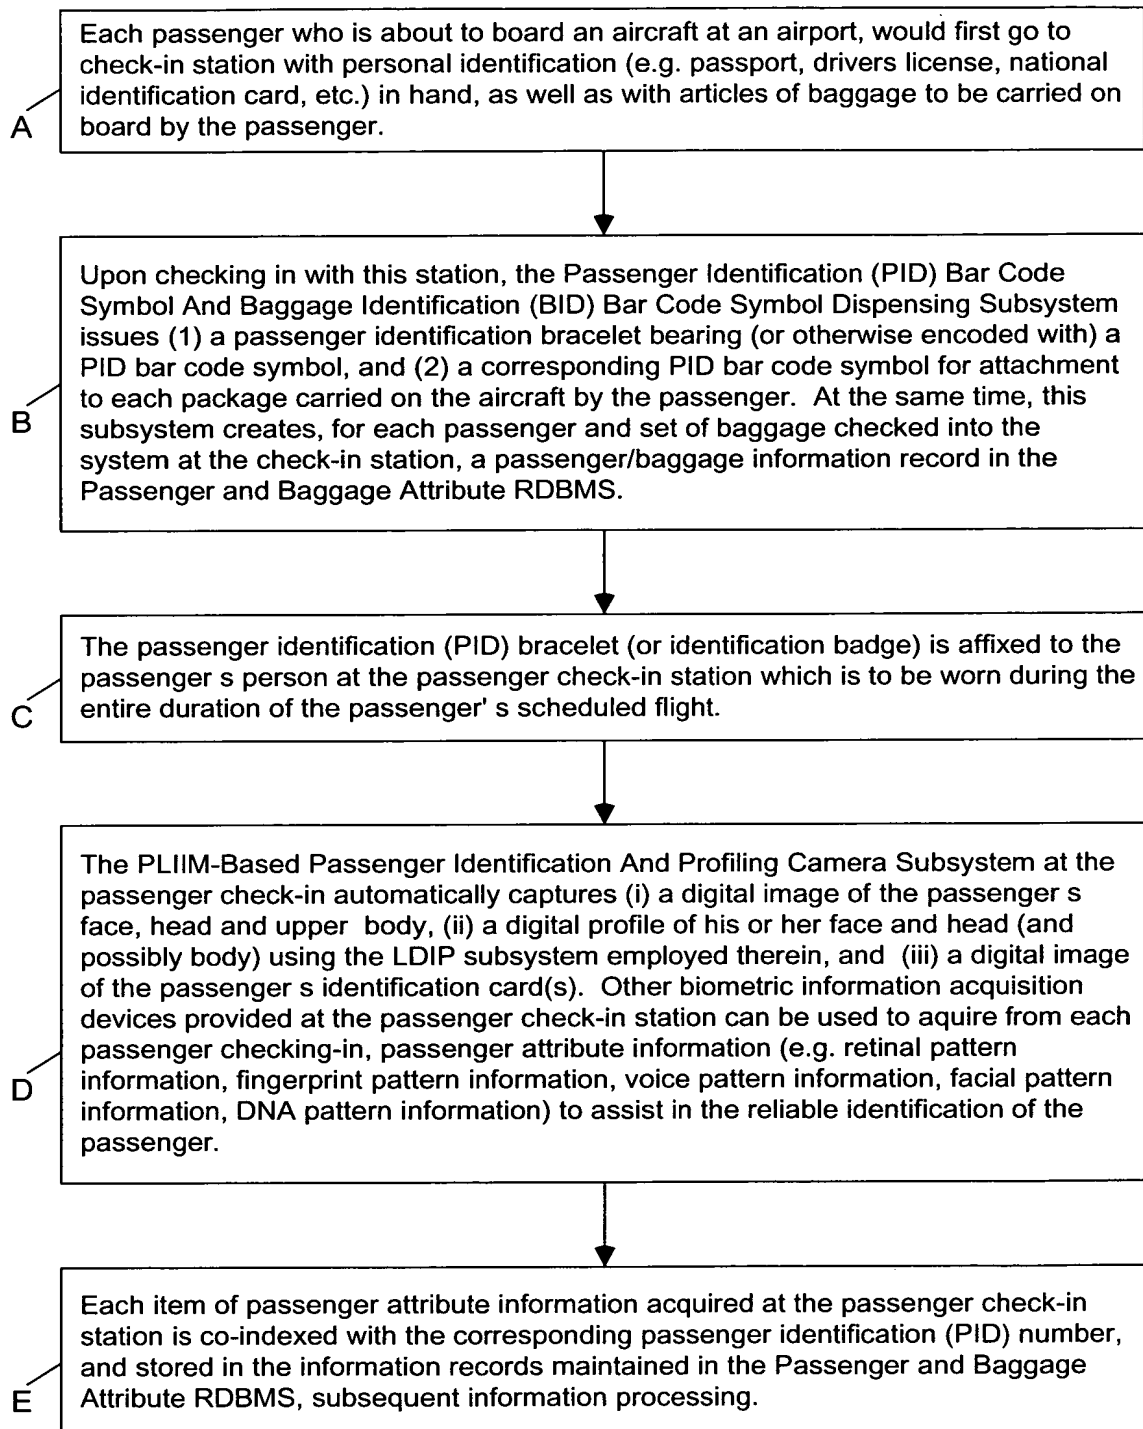 Each passenger who is about to board an aircraft at an airport, would first go to
check-in station with personal identification (e.g. passport, drivers license, national
identification card, etc.) in hand, as well as with articles of baggage to be carried on
board by the passenger.
A
Upon checking in with this station, the Passenger Identification (PID) Bar Code
Symbol And Baggage Identification (BID) Bar Code Symbol Dispensing Subsystem
issues (1) a passenger identification bracelet bearing (or otherwise encoded with) a
PID bar code symbol, and (2) a corresponding PID bar code symbol for attachment
to each package carried on the aircraft by the passenger. At the same time, this
subsystem creates, for each passenger and set of baggage checked into the
system at the check-in station, a passenger/baggage information record in the
Passenger and Baggage Attribute RDBMS.
B
The passenger identification (PID) bracelet (or identification badge) is affixed to the
passenger s person at the passenger check-in station which is to be worn during the
entire duration of the passenger' s scheduled flight.
C
The PLIIM-Based Passenger Identification And Profiling Camera Subsystem at the
passenger check-in automatically captures (i) a digital image of the passenger s
face, head and upper body, (ii) a digital profile of his or her face and head (and
possibly body) using the LDIP subsystem employed therein, and (iii) a digital image
of the passenger s identification card(s). Other biometric information acquisition
devices provided at the passenger check-in station can be used to aquire from each
passenger checking-in, passenger attribute information (e.g. retinal pattern
information, fingerprint pattern information, voice pattern information, facial pattern
information, DNA pattern information) to assist in the reliable identification of the
passenger.
D
Each item of passenger attribute information acquired at the passenger check-in
station is co-indexed with the corresponding passenger identification (PID) number,
and stored in the information records maintained in the Passenger and Baggage
Attribute RDBMS, subsequent information processing.
E